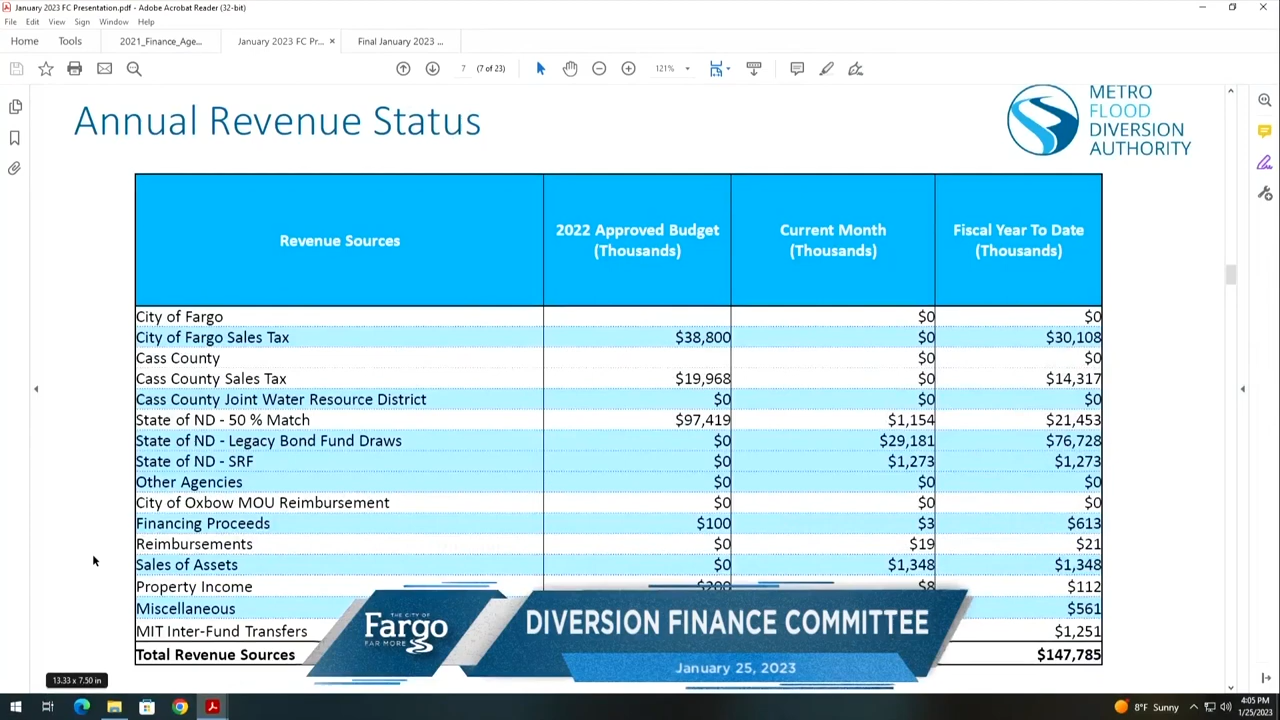 January 2023 FC Presentation.pdf - Adobe Acrobat Reader (32-bit)
File Edit View Sign Window Help
Home Tools 2021_Finance_Age... January 2023 FC Pr... × Final January 2023 ...
7 (7 of 23) 121%
Annual Revenue Status
METRO
FLOOD
DIVERSION
AUTHORITY
Revenue Sources 2022 Approved Budget (Thousands) Current Month (Thousands) Fiscal Year To Date (Thousands)
City of Fargo $0 $0
City of Fargo Sales Tax $38,800 $0 $30,108
Cass County $0 $0
Cass County Sales Tax $19,968 $0 $14,317
Cass County Joint Water Resource District $0 $0 $0
State of ND - 50 % Match $97,419 $1,154 $21,453
State of ND - Legacy Bond Fund Draws $0 $29,181 $76,728
State of ND - SRF $0 $1,273 $1,273
Other Agencies $0 $0 $0
City of Oxbow MOU Reimbursement $0 $0 $0
Financing Proceeds $100 $3 $613
Reimbursements $0 $19 $21
Sales of Assets $0 $1,348 $1,348
Property Income $200 $8 $112
Miscellaneous $561
MIT Inter-Fund Transfers $1,251
Total Revenue Sources $147,785
THE CITY OF
Fargo
FAR MORE
DIVERSION FINANCE COMMITTEE
January 25, 2023
13.33 x 7.50 in
8°F Sunny
4:05 PM
1/25/2023